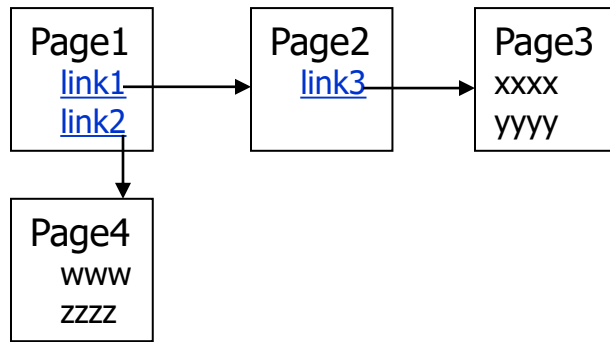 Page1
link1
link2
Page2
link3
Page3
xxxx
yyyy
Page4
www
zzzz